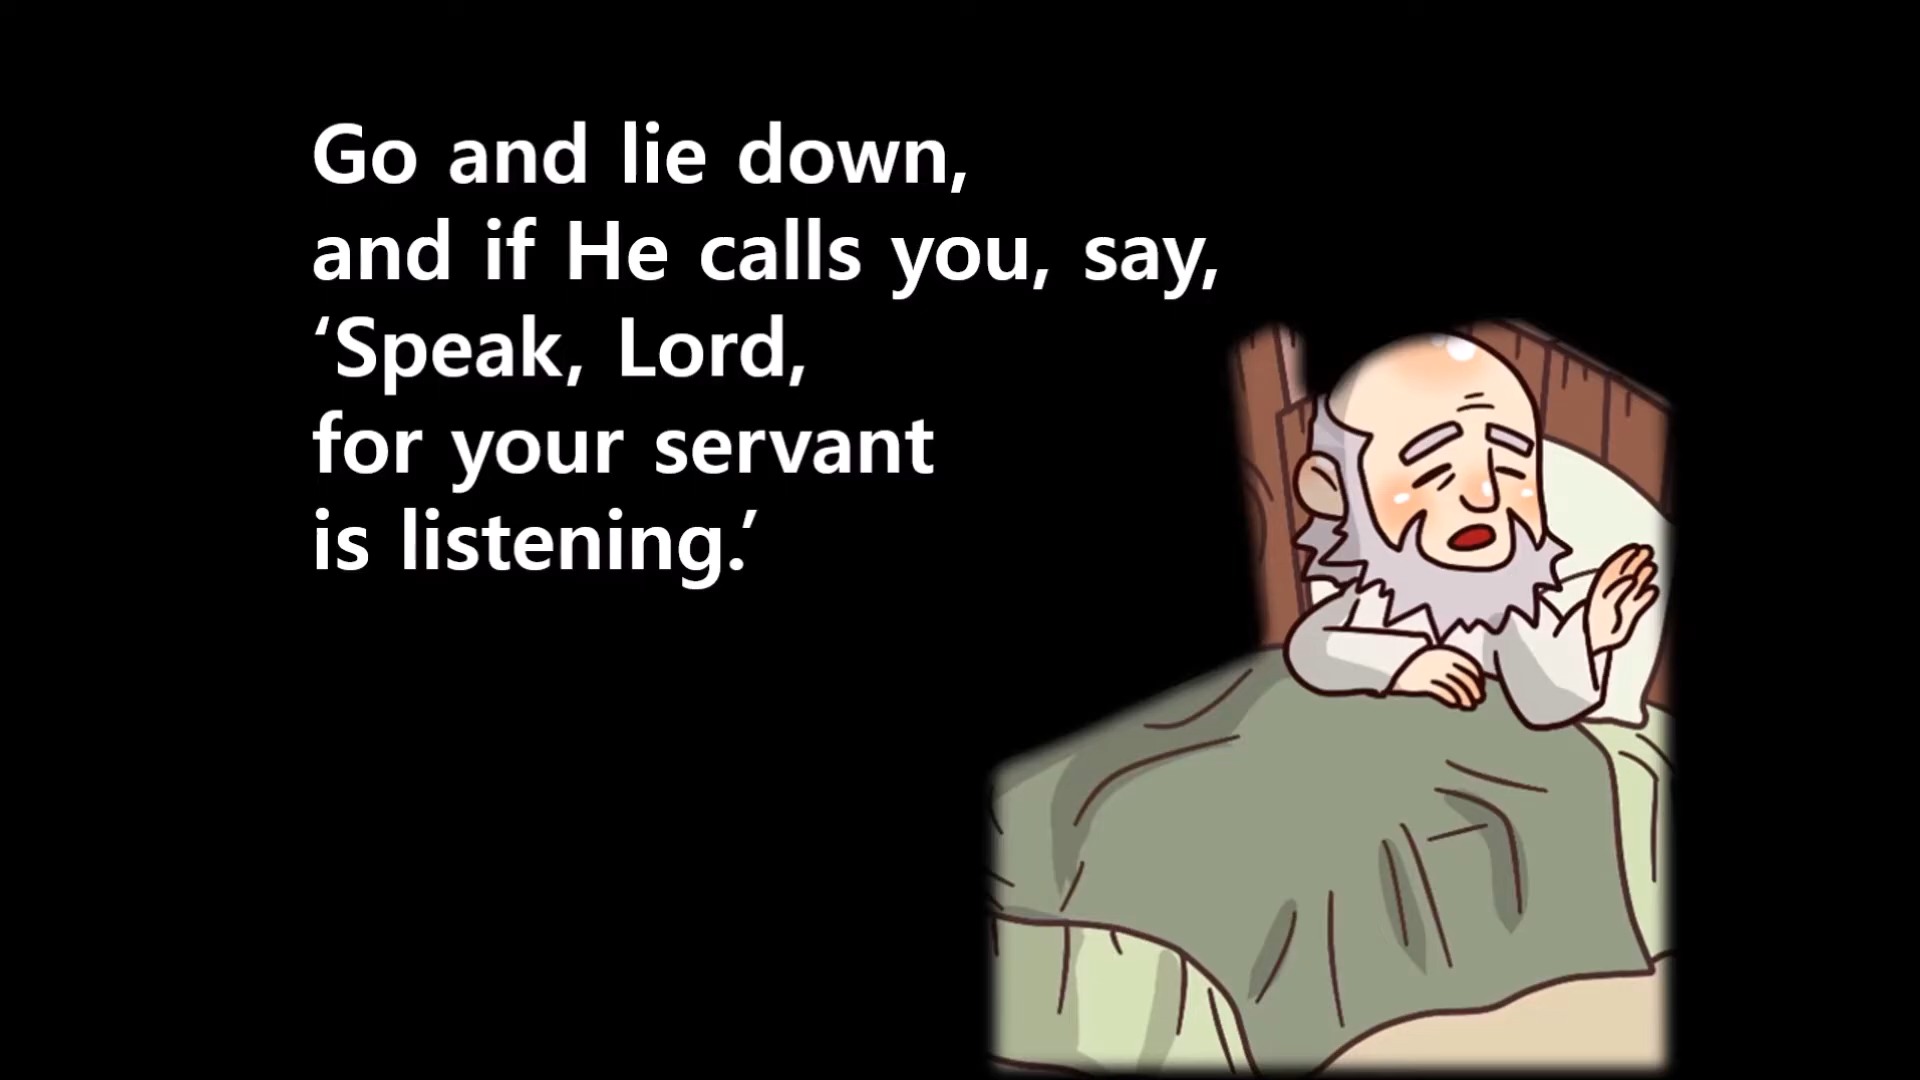 Go and lie down,
and if He calls you, say,
‘Speak, Lord,
for your servant
is listening.’